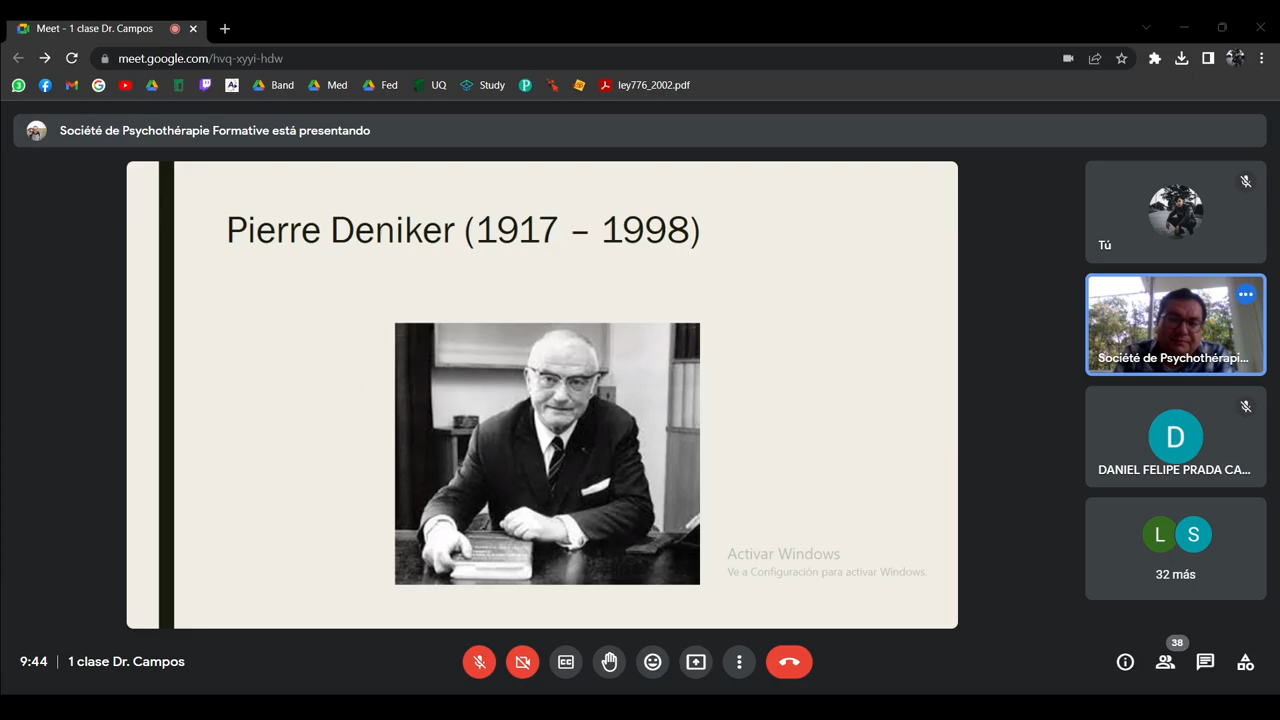 Meet - 1 clase Dr. Campos
meet.google.com/hvq-xyyi-hdw
Band
Med
Fed
UQ
Study
ley776_2002.pdf
Société de Psychothérapie Formative está presentando
Pierre Deniker (1917 – 1998)
Activar Windows
Ve a Configuración para activar Windows.
Tú
Société de Psychothérapi...
D
DANIEL FELIPE PRADA CA...
L S
32 más
9:44 | 1 clase Dr. Campos
38